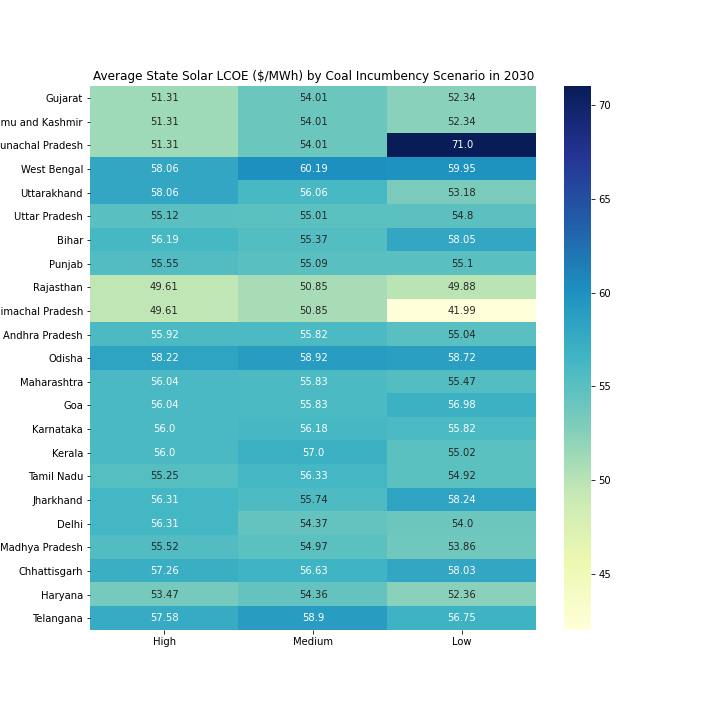 Average State Solar LCOE ($/MWh) by Coal Incumbency Scenario in 2030
Gujarat 51.31 54.01 52.34
mu and Kashmir 51.31 54.01 52.34
unachal Pradesh 51.31 54.01 71.0
West Bengal 58.06 60.19 59.95
Uttarakhand 58.06 56.06 53.18
Uttar Pradesh 55.12 55.01 54.8
Bihar 56.19 55.37 58.05
Punjab 55.55 55.09 55.1
Rajasthan 49.61 50.85 49.88
imachal Pradesh 49.61 50.85 41.99
Andhra Pradesh 55.92 55.82 55.04
Odisha 58.22 58.92 58.72
Maharashtra 56.04 55.83 55.47
Goa 56.04 55.83 56.98
Karnataka 56.0 56.18 55.82
Kerala 56.0 57.0 55.02
Tamil Nadu 55.25 56.33 54.92
Jharkhand 56.31 55.74 58.24
Delhi 56.31 54.37 54.0
Madhya Pradesh 55.52 54.97 53.86
Chhattisgarh 57.26 56.63 58.03
Haryana 53.47 54.36 52.36
Telangana 57.58 58.9 56.75
High Medium Low
70
65
60
55
50
45